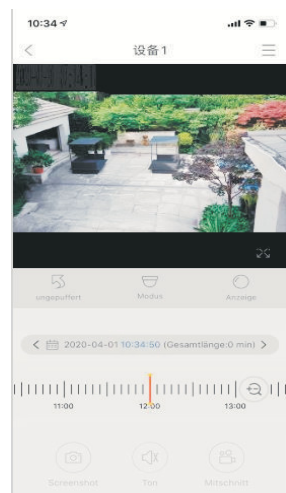 10:34
设备1
ungepuffert Modus Anzeige
2020-04-01 10:34:50 (Gesamtlänge:0 min)
11:00 12:00 13:00
Screenshot Ton Mitschnitt